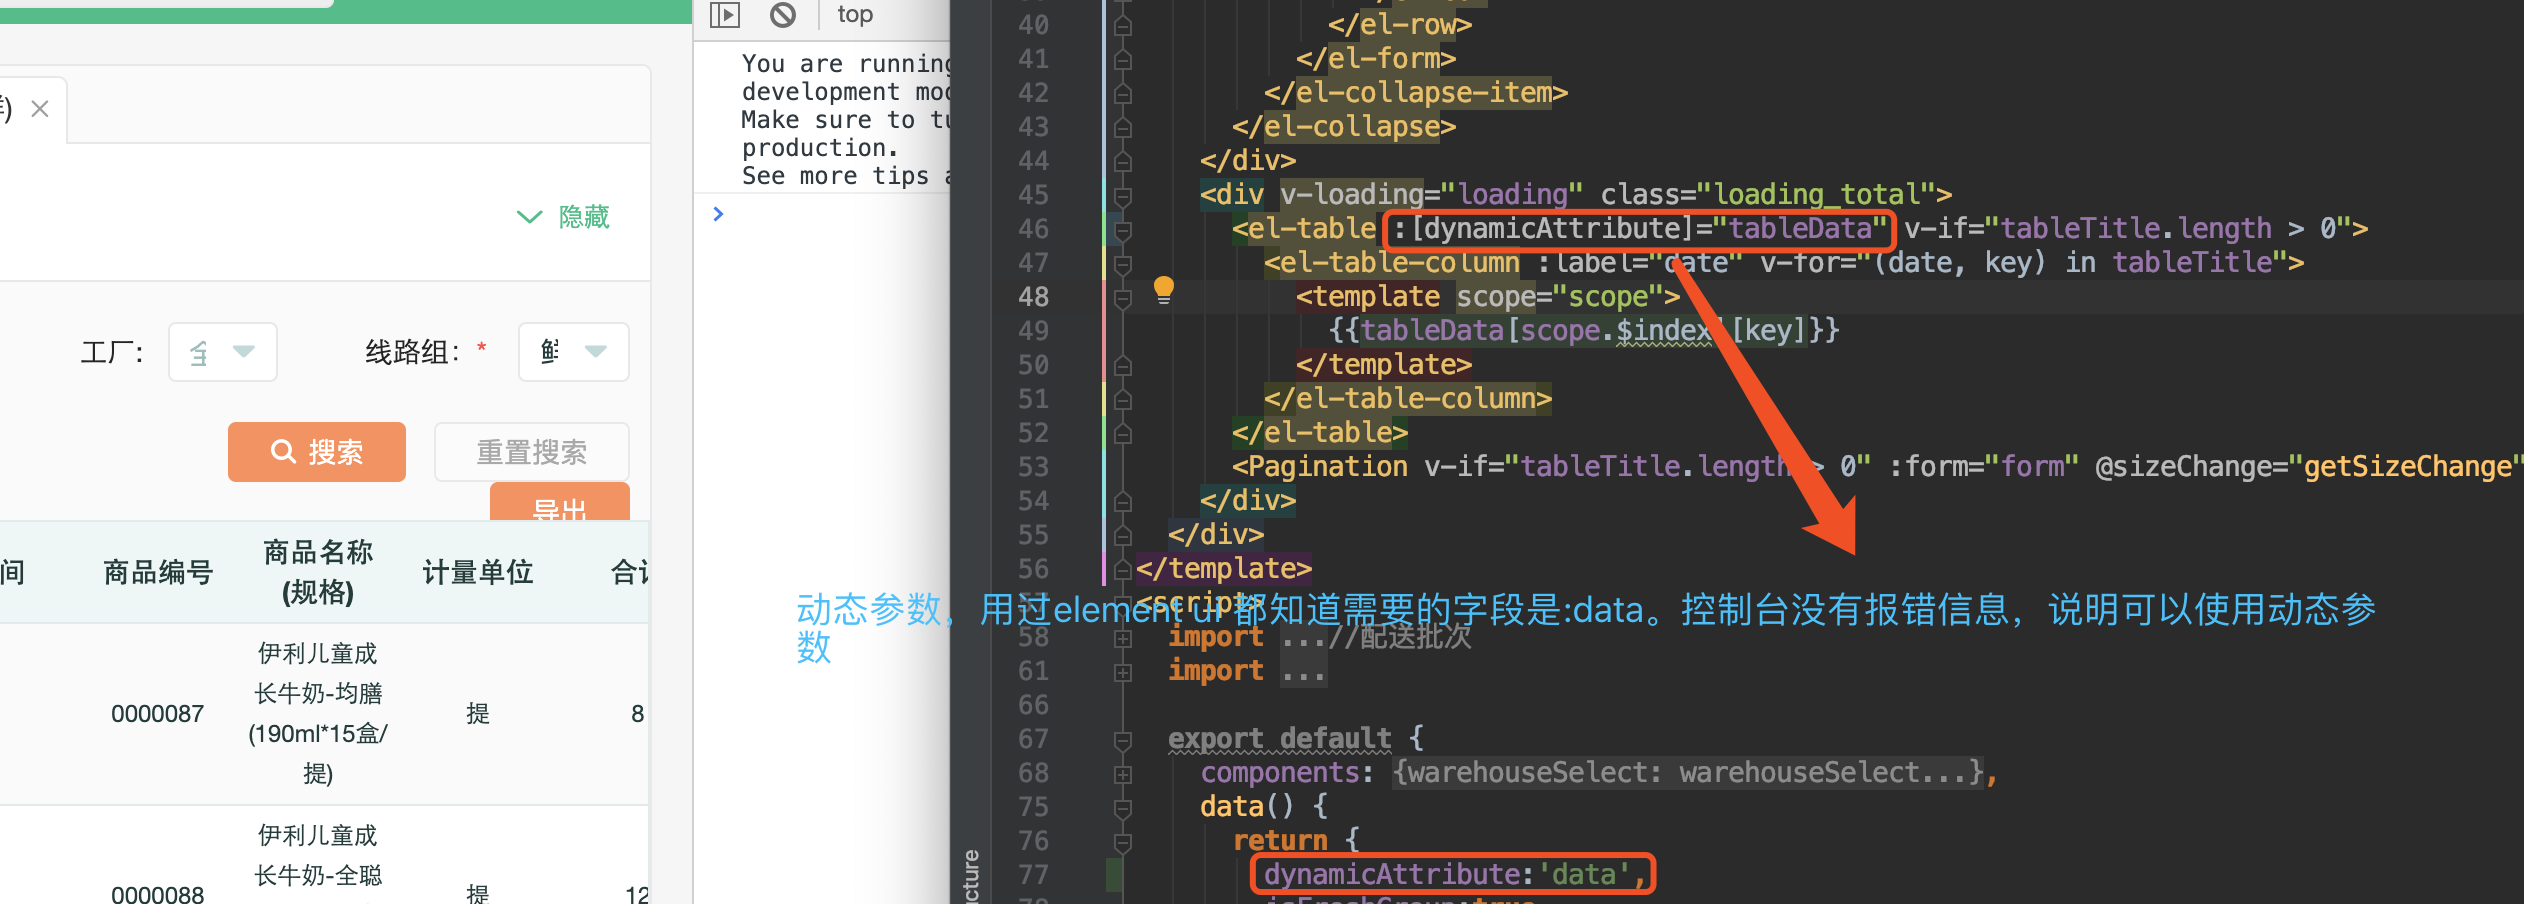 top
You are running
development mo
Make sure to tu
production.
See more tips a
隐藏
工厂:
线路组: *
搜索
重置搜索
导出
间
商品编号
商品名称
(规格)
计量单位
合计
伊利儿童成
长牛奶-均膳
(190ml*15盒/
提)
0000087
提
8
伊利儿童成
长牛奶-全聪
0000088
提
12
40 </el-row>
41 </el-form>
42 </el-collapse-item>
43 </el-collapse>
44 </div>
45 <div v-loading="loading" class="loading_total">
46 <el-table :[dynamicAttribute]="tableData" v-if="tableTitle.length > 0">
47 <el-table-column :label="date" v-for="(date, key) in tableTitle">
48 <template scope="scope">
49 {{tableData[scope.$index][key]}}
50 </template>
51 </el-table-column>
52 </el-table>
53 <Pagination v-if="tableTitle.length > 0" :form="form" @sizeChange="getSizeChange"
54 </div>
55 </div>
56 </template>
57 <script>
动态参数，用过element ui 都知道需要的字段是:data。控制台没有报错信息，说明可以使用动态参
数
58 import ...//配送批次
61 import ...
66
67 export default {
68 components: {warehouseSelect: warehouseSelect...},
75 data() {
76 return {
77 dynamicAttribute:'data',
ucture